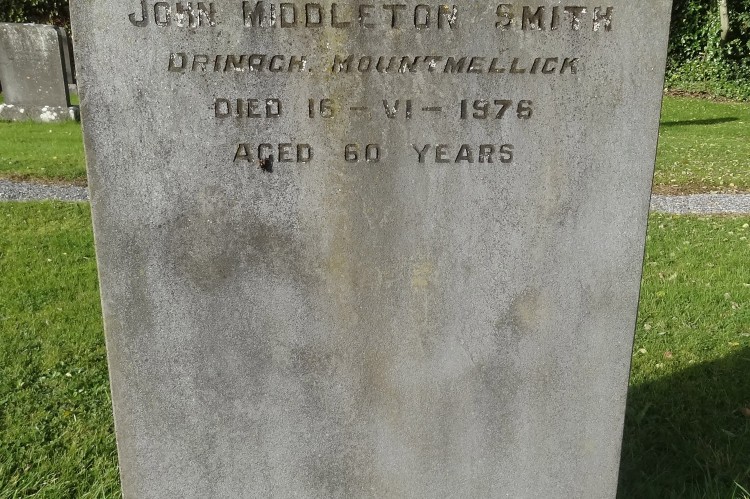 JOHN MIDDLETON SMITH
DRINAGH, MOUNTMELLICK
DIED 16-VI-1976
AGED 60 YEARS